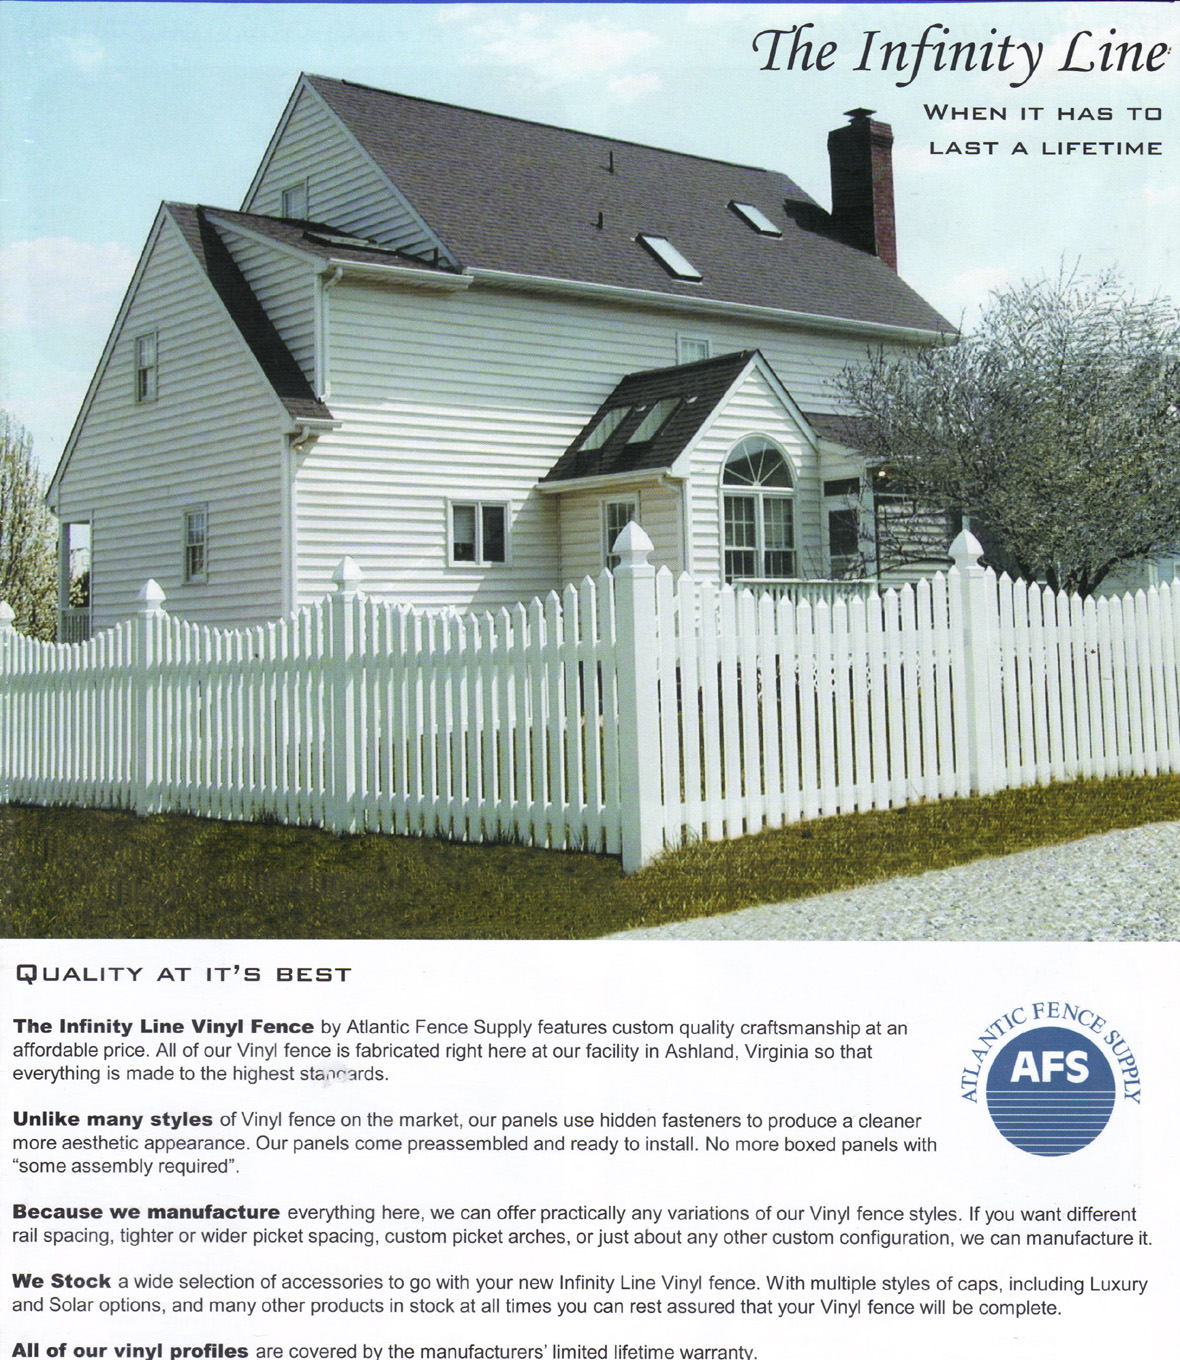 The Infinity Line
WHEN IT HAS TO
LAST A LIFETIME
QUALITY AT IT'S BEST
The Infinity Line Vinyl Fence by Atlantic Fence Supply features custom quality craftsmanship at an
affordable price. All of our Vinyl fence is fabricated right here at our facility in Ashland, Virginia so that
everything is made to the highest standards.
ATLANTIC FENCE SUPPLY
AFS
Unlike many styles of Vinyl fence on the market, our panels use hidden fasteners to produce a cleaner
more aesthetic appearance. Our panels come preassembled and ready to install. No more boxed panels with
“some assembly required”.
Because we manufacture everything here, we can offer practically any variations of our Vinyl fence styles. If you want different
rail spacing, tighter or wider picket spacing, custom picket arches, or just about any other custom configuration, we can manufacture it.
We Stock a wide selection of accessories to go with your new Infinity Line Vinyl fence. With multiple styles of caps, including Luxury
and Solar options, and many other products in stock at all times you can rest assured that your Vinyl fence will be complete.
All of our vinyl profiles are covered by the manufacturers’ limited lifetime warranty.